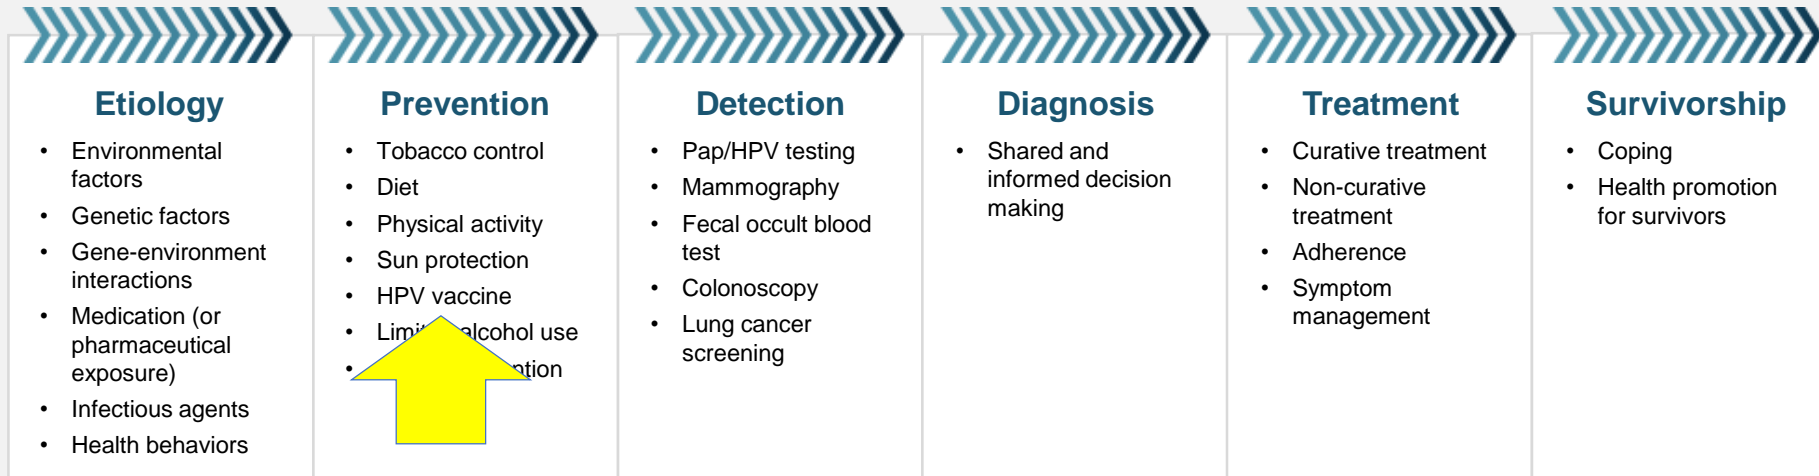 Etiology
• Environmental
factors
• Genetic factors
• Gene-environment
interactions
• Medication (or
pharmaceutical
exposure)
• Infectious agents
• Health behaviors
Prevention
• Tobacco control
• Diet
• Physical activity
• Sun protection
• HPV vaccine
• alcohol use
•
Detection
• Pap/HPV testing
• Mammography
• Fecal occult blood
test
• Colonoscopy
• Lung cancer
screening
Diagnosis
• Shared and
informed decision
making
Treatment
• Curative treatment
• Non-curative
treatment
• Adherence
• Symptom
management
Survivorship
• Coping
• Health promotion
for survivors